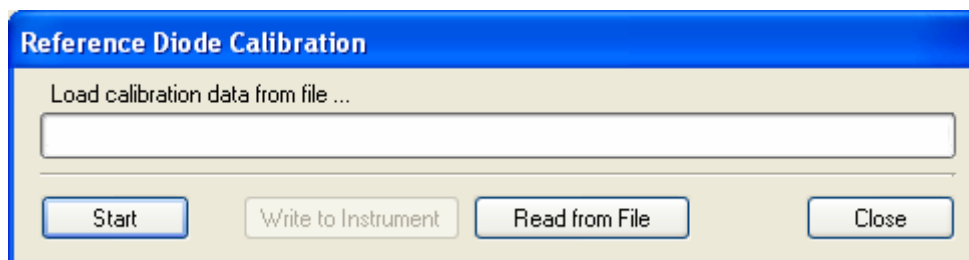 Reference Diode Calibration
Load calibration data from file ...
Start Write to Instrument Read from File Close